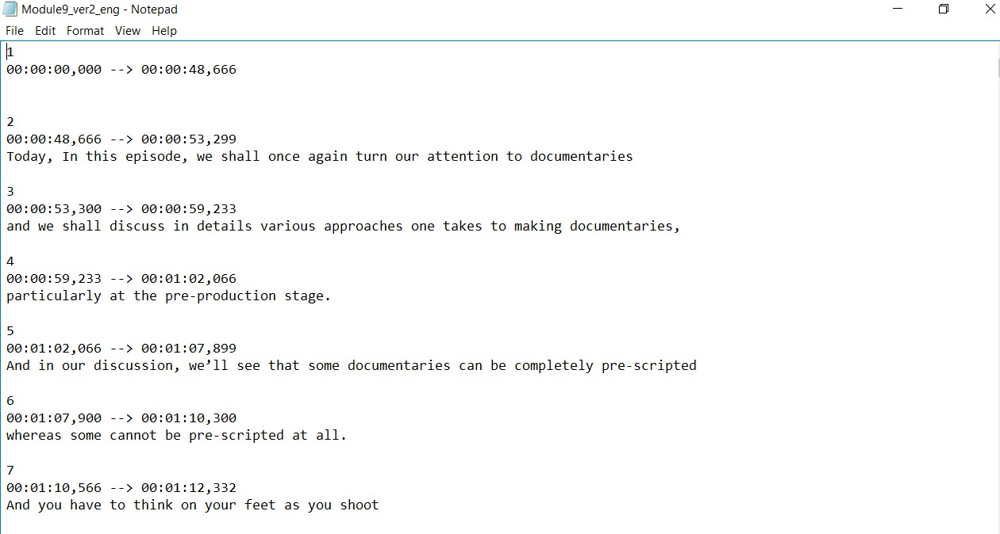 Module9_ver2_eng - Notepad
File Edit Format View Help
1
00:00:00,000 --> 00:00:48,666
2
00:00:48,666 --> 00:00:53,299
Today, In this episode, we shall once again turn our attention to documentaries
3
00:00:53,300 --> 00:00:59,233
and we shall discuss in details various approaches one takes to making documentaries,
4
00:00:59,233 --> 00:01:02,066
particularly at the pre-production stage.
5
00:01:02,066 --> 00:01:07,899
And in our discussion, we’ll see that some documentaries can be completely pre-scripted
6
00:01:07,900 --> 00:01:10,300
whereas some cannot be pre-scripted at all.
7
00:01:10,566 --> 00:01:12,332
And you have to think on your feet as you shoot